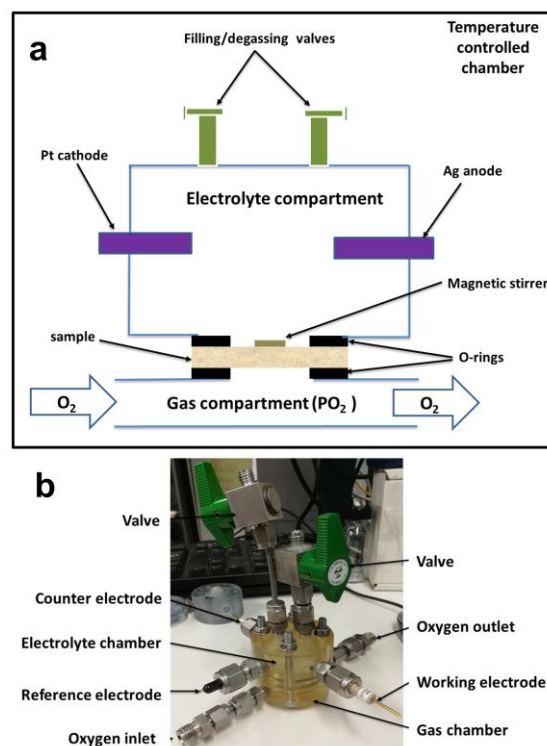 a
Filling/degassing valves
Temperature
controlled
chamber
Pt cathode
Electrolyte compartment
Ag anode
Magnetic stirrer
sample
O-rings
O₂
Gas compartment (PO₂ )
O₂
b
Valve
Valve
Counter electrode
Electrolyte chamber
Oxygen outlet
Reference electrode
Working electrode
Oxygen inlet
Gas chamber